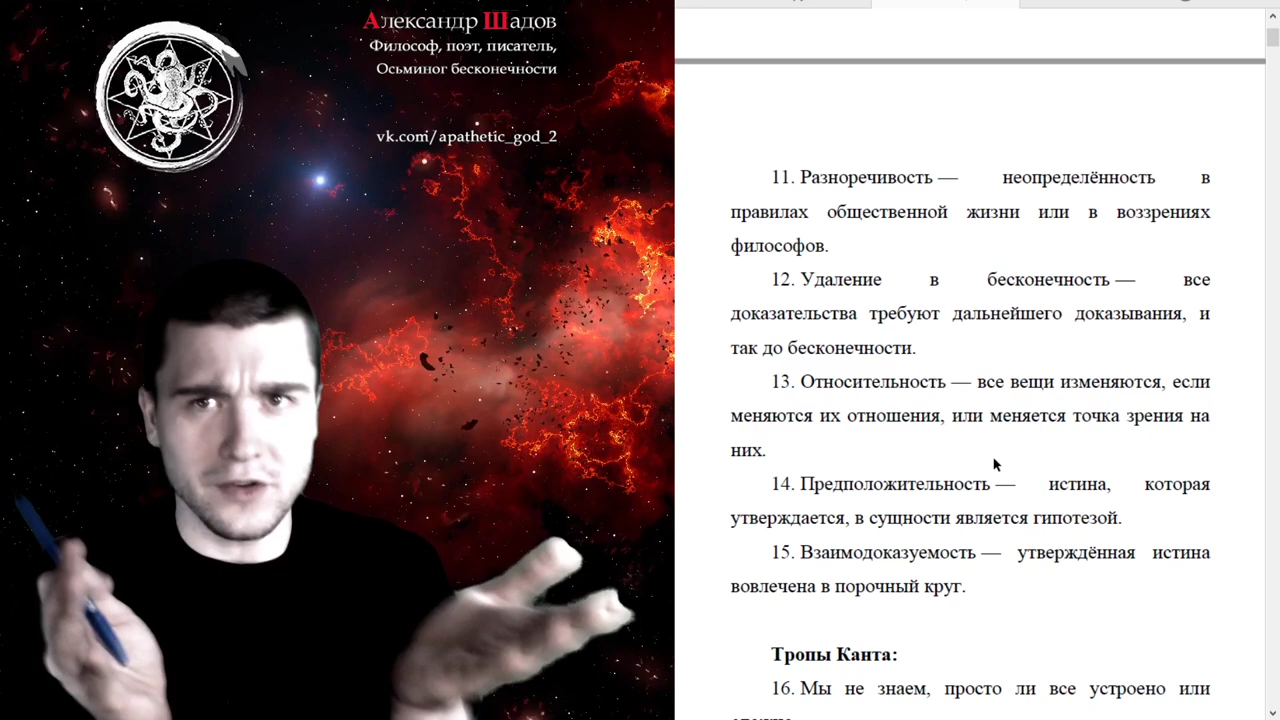 Александр Шадов
Философ, поэт, писатель,
Осьминог бесконечности
vk.com/apathetic_god_2
11. Разноречивость — неопределённость в
правилах общественной жизни или в воззрениях
философов.
12. Удаление в бесконечность — все
доказательства требуют дальнейшего доказывания, и
так до бесконечности.
13. Относительность — все вещи изменяются, если
меняются их отношения, или меняется точка зрения на
них.
14. Предположительность — истина, которая
утверждается, в сущности является гипотезой.
15. Взаимодоказуемость — утверждённая истина
вовлечена в порочный круг.
Тропы Канта:
16. Мы не знаем, просто ли все устроено или